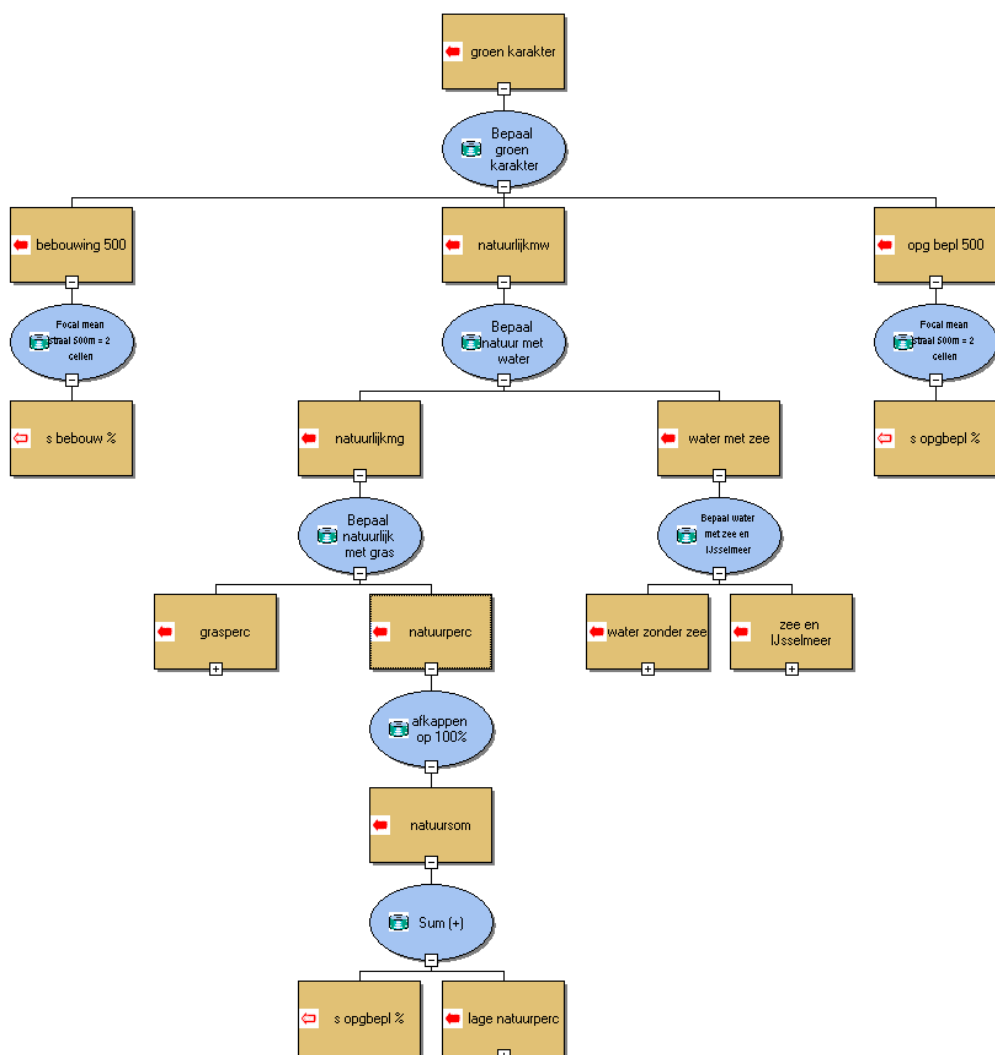 groen karakter
Bepaal
groen
karakter
bebouwing 500
natuurlijkmw
opg bepl 500
Focal mean
straal 500m = 2
cellen
Bepaal
natuur met
water
Focal mean
straal 500m = 2
cellen
s bebouw %
natuurlijkmg
water met zee
s opgbepl %
Bepaal
natuurlijk
met gras
Bepaal water
met zee en
IJsselmeer
grasperc
natuurperc
water zonder zee
zee en
IJsselmeer
afkappen
op 100%
natuursom
Sum (+)
s opgbepl %
lage natuurperc